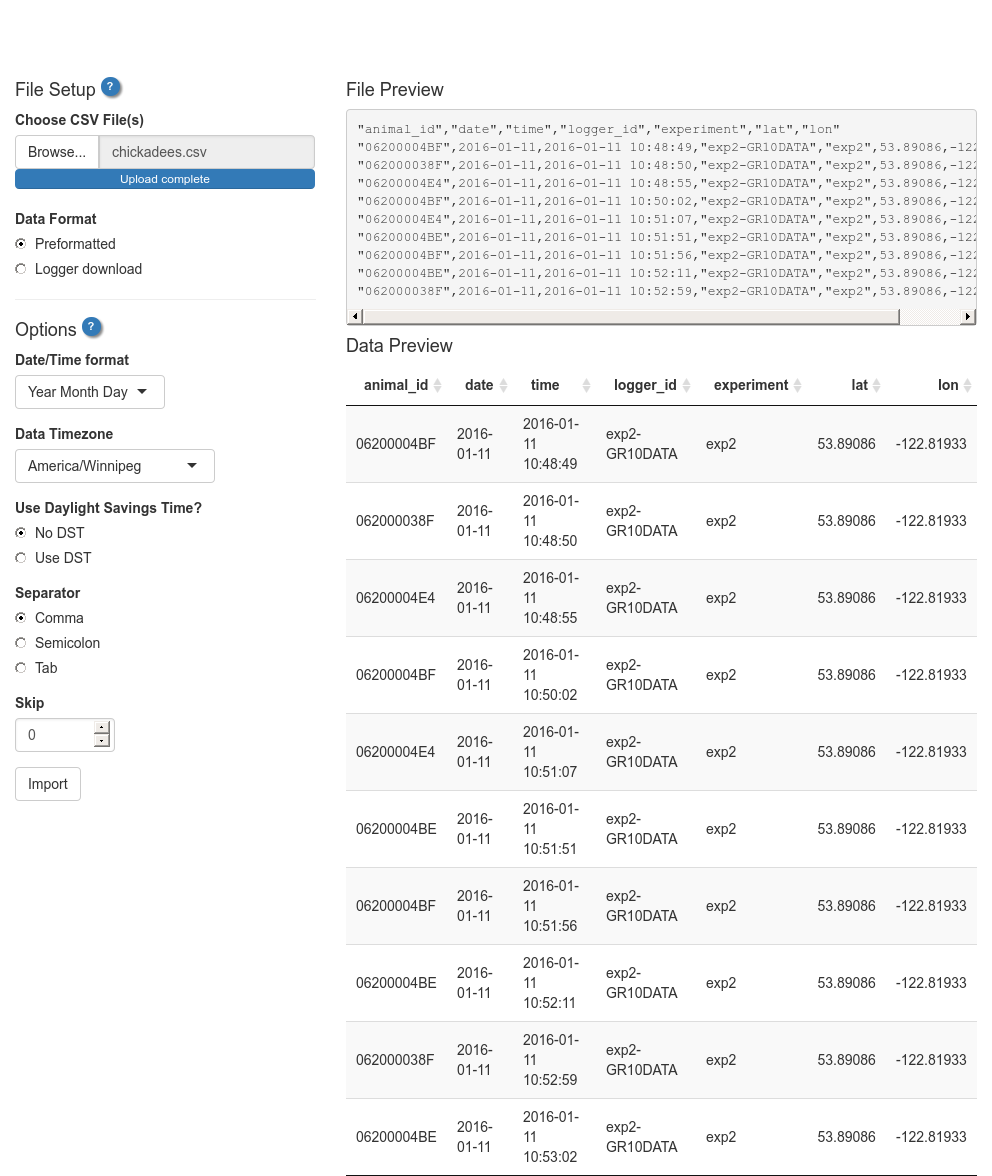 File Setup ?
Choose CSV File(s)
Browse... chickadees.csv
Upload complete
Data Format
Preformatted
Logger download
Options ?
Date/Time format
Year Month Day
Data Timezone
America/Winnipeg
Use Daylight Savings Time?
No DST
Use DST
Separator
Comma
Semicolon
Tab
Skip
0
Import
File Preview
"animal_id","date","time","logger_id","experiment","lat","lon"
"06200004BF",2016-01-11,2016-01-11 10:48:49,"exp2-GR10DATA","exp2",53.89086,-122
"062000038F",2016-01-11,2016-01-11 10:48:50,"exp2-GR10DATA","exp2",53.89086,-122
"06200004E4",2016-01-11,2016-01-11 10:48:55,"exp2-GR10DATA","exp2",53.89086,-122
"06200004BF",2016-01-11,2016-01-11 10:50:02,"exp2-GR10DATA","exp2",53.89086,-122
"06200004E4",2016-01-11,2016-01-11 10:51:07,"exp2-GR10DATA","exp2",53.89086,-122
"06200004BE",2016-01-11,2016-01-11 10:51:51,"exp2-GR10DATA","exp2",53.89086,-122
"06200004BF",2016-01-11,2016-01-11 10:51:56,"exp2-GR10DATA","exp2",53.89086,-122
"06200004BE",2016-01-11,2016-01-11 10:52:11,"exp2-GR10DATA","exp2",53.89086,-122
"062000038F",2016-01-11,2016-01-11 10:52:59,"exp2-GR10DATA","exp2",53.89086,-122
Data Preview
animal_id date time logger_id experiment lat lon
06200004BF 2016-01-11 2016-01-11 10:48:49 exp2-GR10DATA exp2 53.89086 -122.81933
062000038F 2016-01-11 2016-01-11 10:48:50 exp2-GR10DATA exp2 53.89086 -122.81933
06200004E4 2016-01-11 2016-01-11 10:48:55 exp2-GR10DATA exp2 53.89086 -122.81933
06200004BF 2016-01-11 2016-01-11 10:50:02 exp2-GR10DATA exp2 53.89086 -122.81933
06200004E4 2016-01-11 2016-01-11 10:51:07 exp2-GR10DATA exp2 53.89086 -122.81933
06200004BE 2016-01-11 2016-01-11 10:51:51 exp2-GR10DATA exp2 53.89086 -122.81933
06200004BF 2016-01-11 2016-01-11 10:51:56 exp2-GR10DATA exp2 53.89086 -122.81933
06200004BE 2016-01-11 2016-01-11 10:52:11 exp2-GR10DATA exp2 53.89086 -122.81933
062000038F 2016-01-11 2016-01-11 10:52:59 exp2-GR10DATA exp2 53.89086 -122.81933
06200004BE 2016-01-11 2016-01-11 10:53:02 exp2-GR10DATA exp2 53.89086 -122.81933